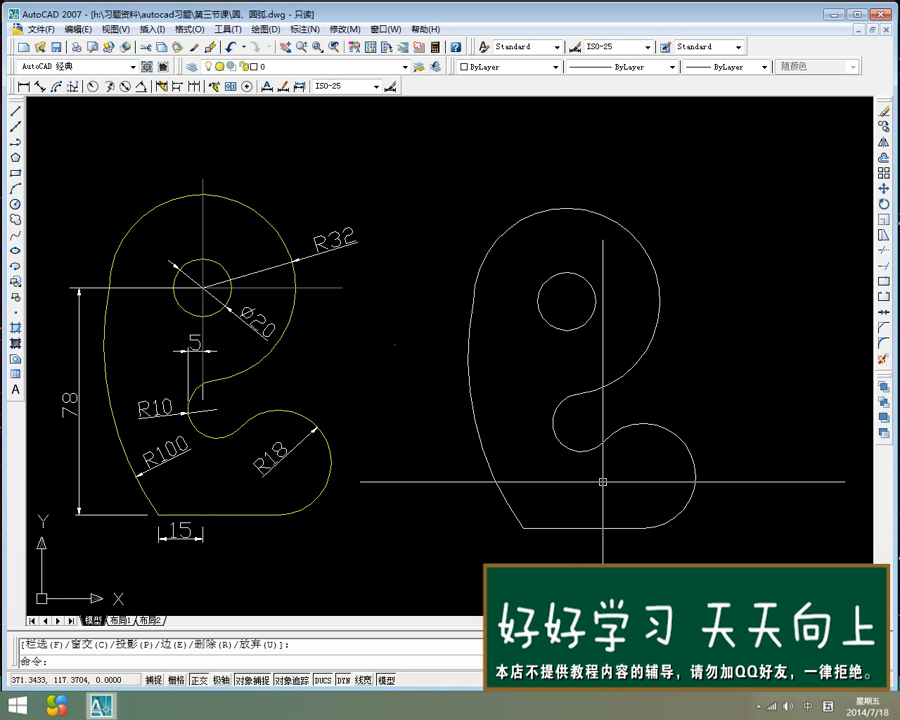 AutoCAD 2007 - [h:\习题资料\autocad习题\第三节课\圆、圆弧.dwg - 只读]
文件(F) 编辑(E) 视图(V) 插入(I) 格式(O) 工具(T) 绘图(D) 标注(N) 修改(M) 窗口(W) 帮助(H)
Standard ISO-25 Standard
AutoCAD 经典 0 ByLayer ByLayer ByLayer 随颜色
ISO-25
R32
ø20
5
78
R10
R100
R18
15
Y
X
模型 布局1 布局2
[栏选(F)/窗交(C)/投影(P)/边(E)/删除(R)/放弃(U)]:
命令:
371.3433, 117.3704, 0.0000 捕捉 栅格 正交 极轴 对象捕捉 对象追踪 DUCS DYN 线宽 模型
好好学习 天天向上
本店不提供教程内容的辅导，请勿加QQ好友，一律拒绝。
中
星期五
2014/7/18